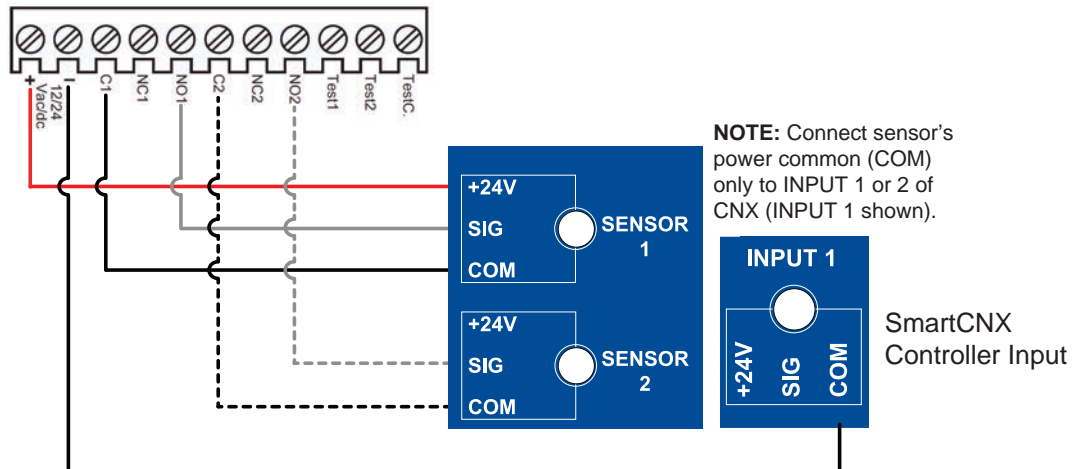 +
-
12/24
Vac/dc
C1
NC1
NO1
C2
NC2
NO2
Test1
Test2
TestC.
NOTE: Connect sensor's
power common (COM)
only to INPUT 1 or 2 of
CNX (INPUT 1 shown).
+24V
SIG
COM
SENSOR
1
+24V
SIG
COM
SENSOR
2
INPUT 1
+24V
SIG
COM
SmartCNX
Controller Input